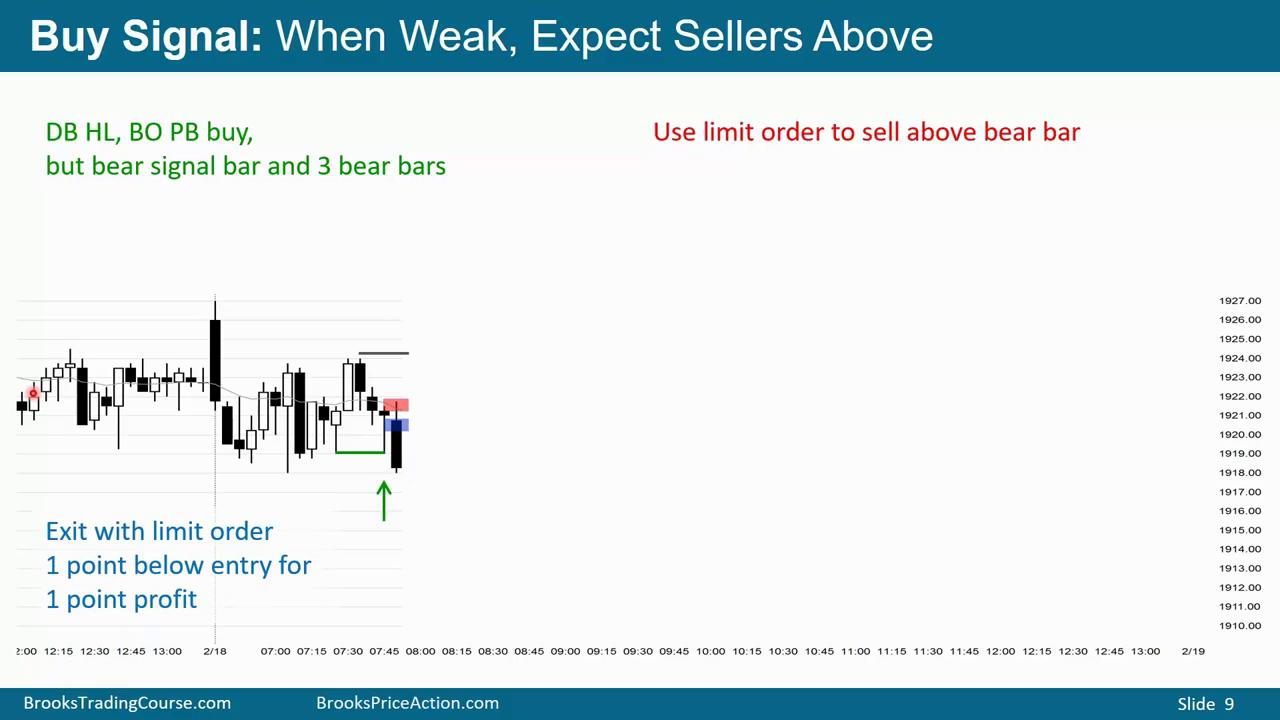 Buy Signal: When Weak, Expect Sellers Above
DB HL, BO PB buy,
but bear signal bar and 3 bear bars
Use limit order to sell above bear bar
1927.00
1926.00
1925.00
1924.00
1923.00
1922.00
1921.00
1920.00
1919.00
1918.00
1917.00
1916.00
1915.00
1914.00
1913.00
1912.00
1911.00
1910.00
Exit with limit order
1 point below entry for
1 point profit
2:00 12:15 12:30 12:45 13:00 2/18 07:00 07:15 07:30 07:45 08:00 08:15 08:30 08:45 09:00 09:15 09:30 09:45 10:00 10:15 10:30 10:45 11:00 11:15 11:30 11:45 12:00 12:15 12:30 12:45 13:00 2/19
BrooksTradingCourse.com BrooksPriceAction.com Slide 9